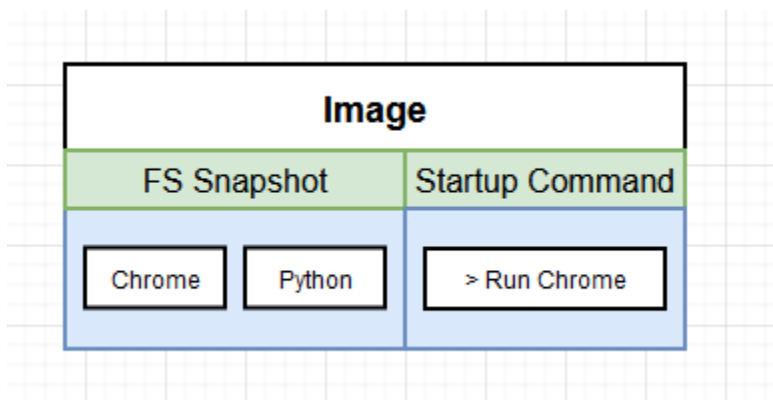 Image
FS Snapshot
Startup Command
Chrome
Python
> Run Chrome